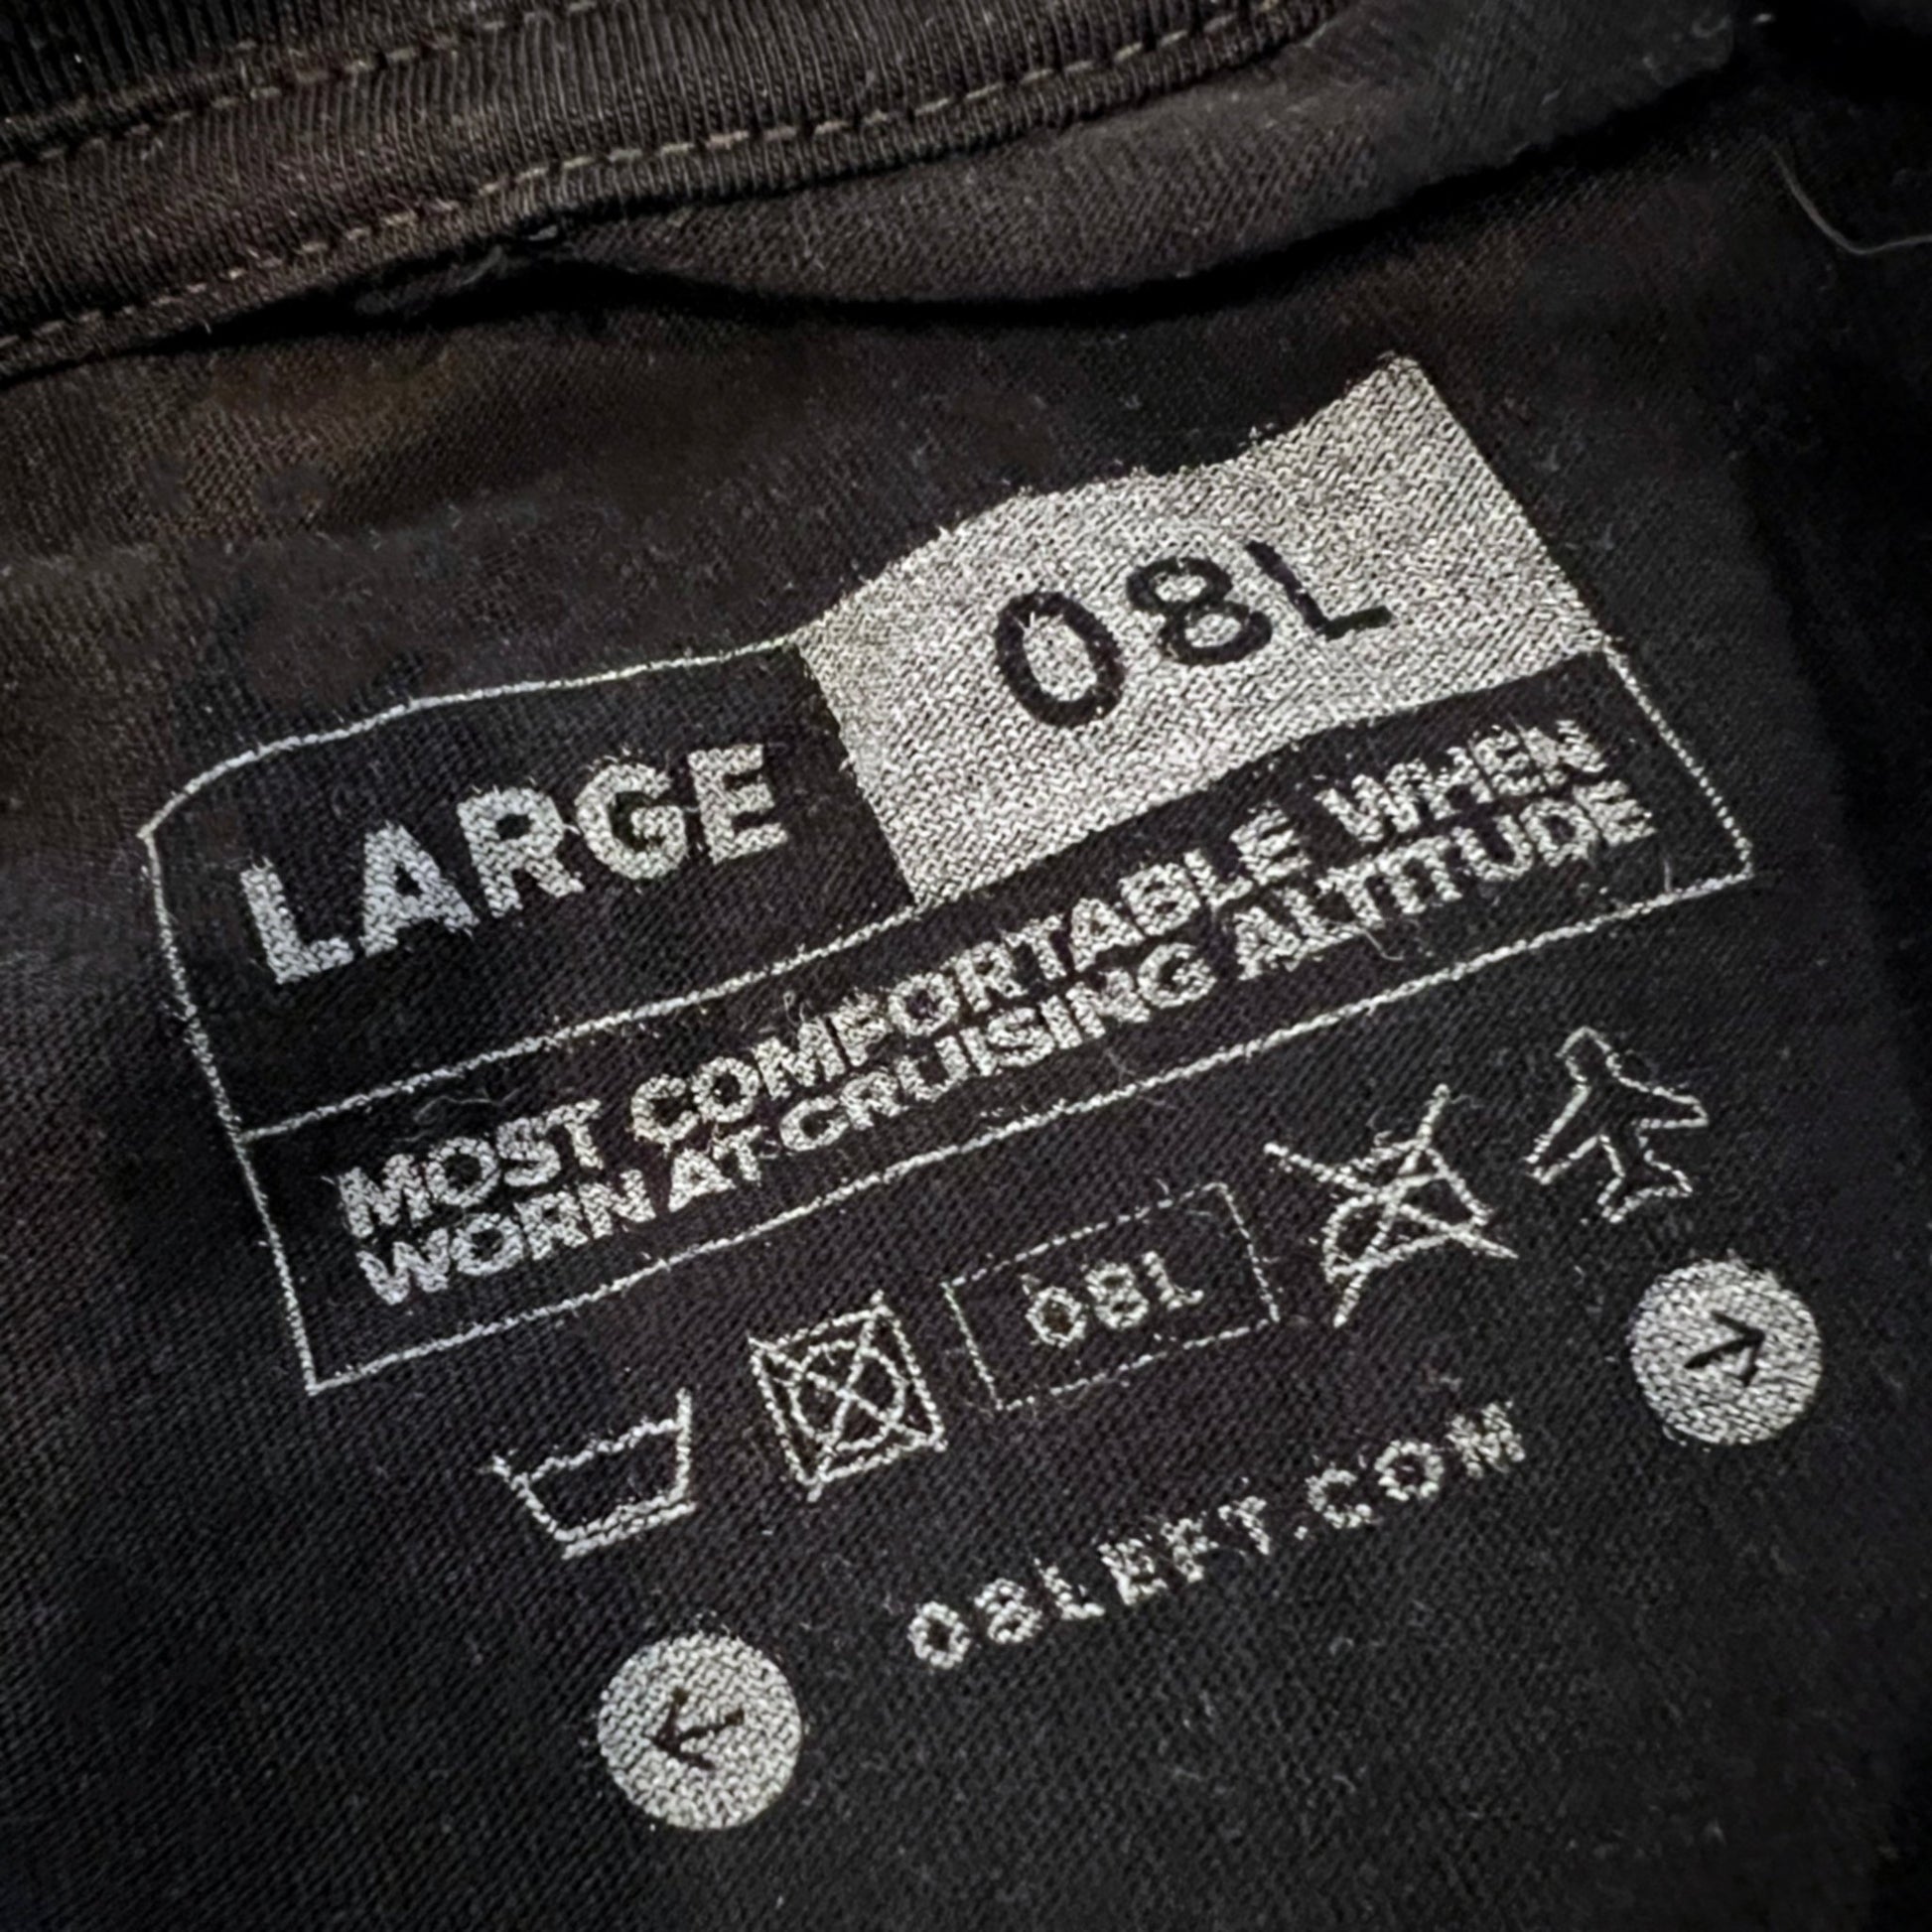 LARGE
08L
MOST COMFORTABLE WHEN
WORN AT CRUISING ALTITUDE
08L
08LEFT.COM